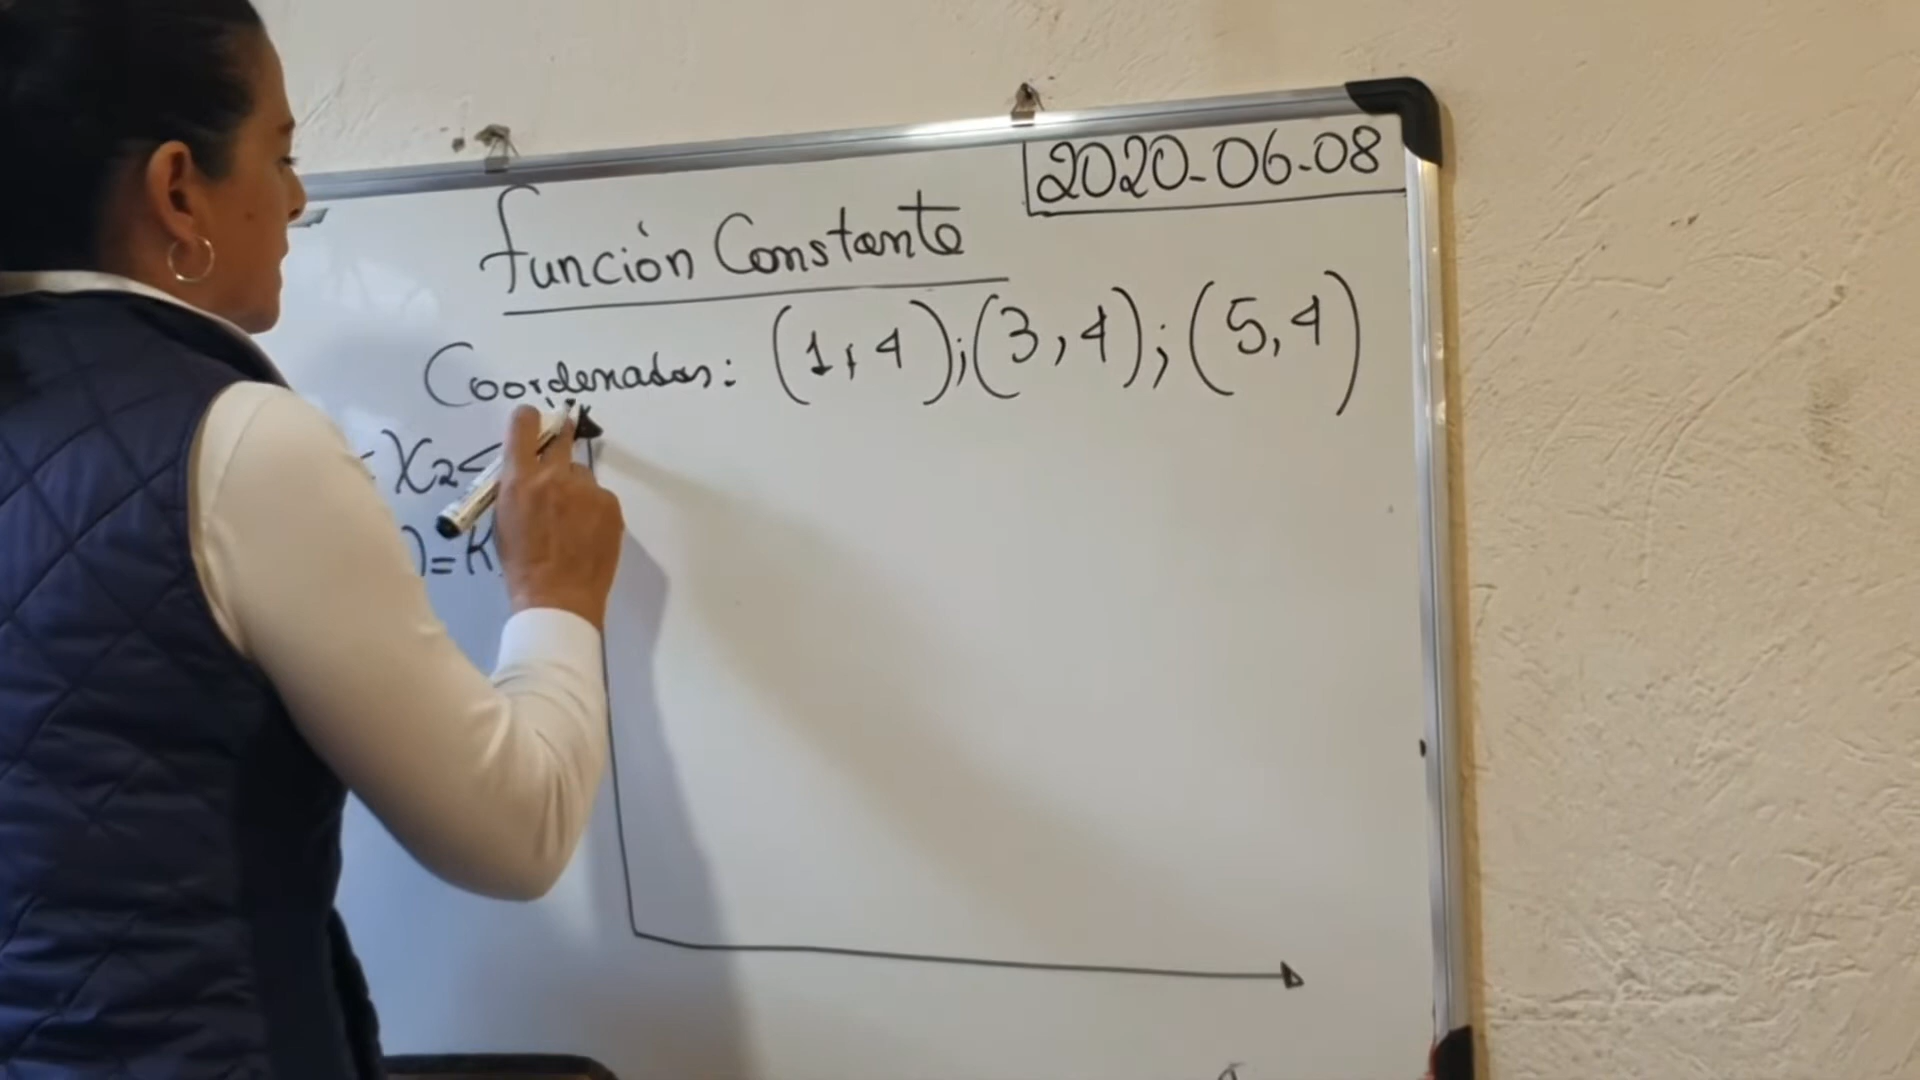 2020-06-08
función Constante
Coordenadas: (1,4);(3,4);(5,4)
X2<
)=K